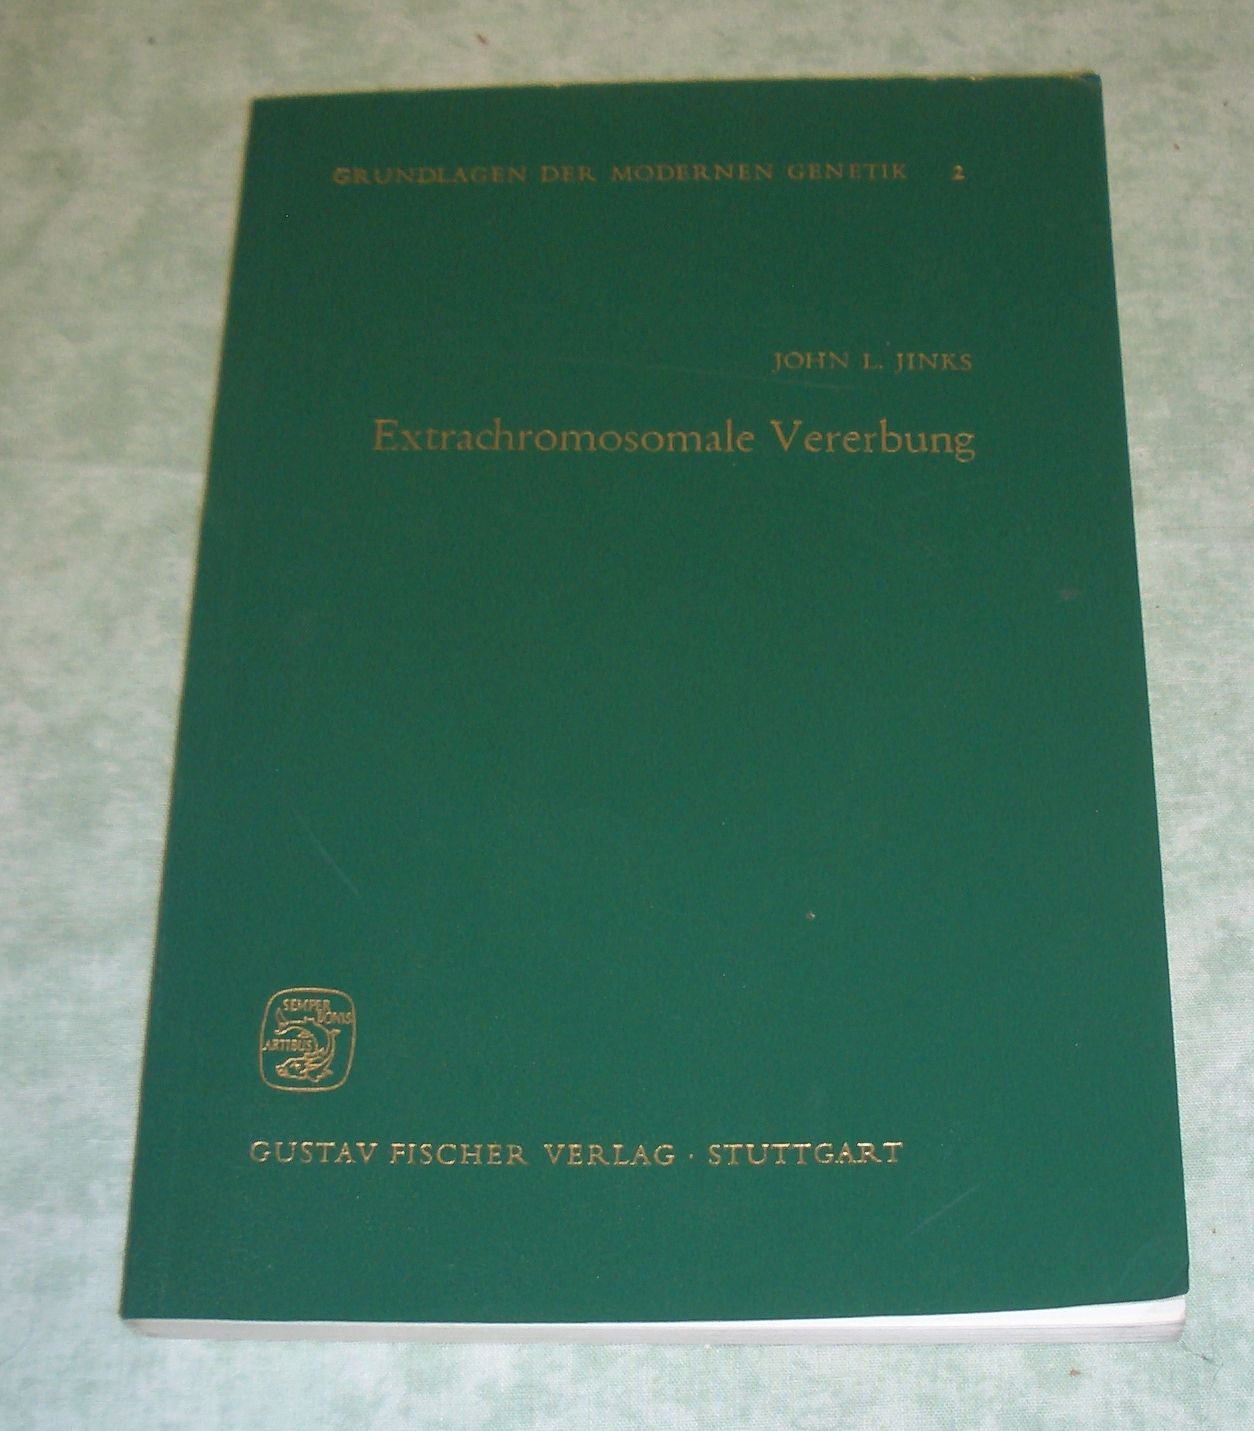 GRUNDLAGEN DER MODERNEN GENETIK 2
JOHN L. JINKS
Extrachromosomale Vererbung
SEMPER
BONIS
ARTIBUS
GUSTAV FISCHER VERLAG · STUTTGART